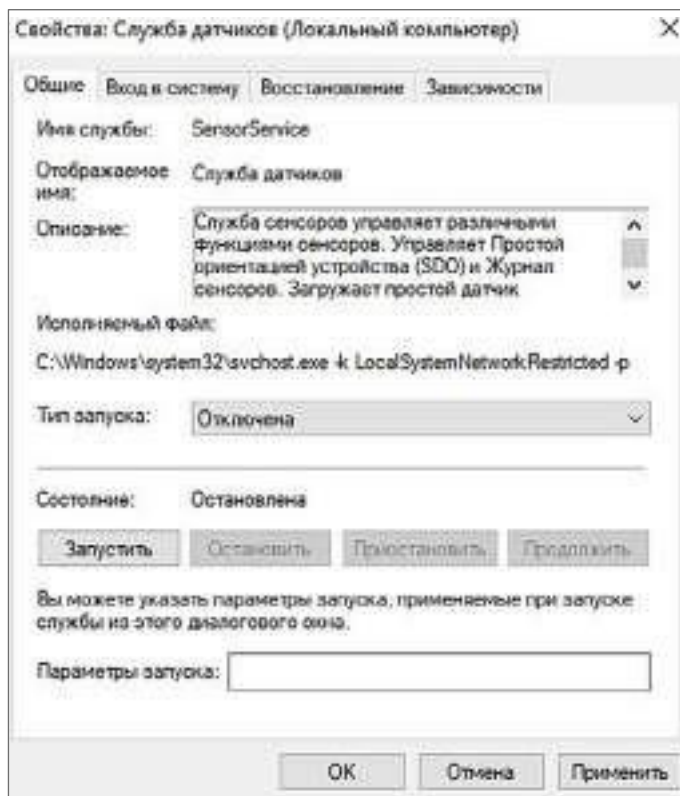 Свойства: Служба датчиков (Локальный компьютер)
Общие Вход в систему Восстановление Зависимости
Имя службы: SensorService
Отображаемое имя: Служба датчиков
Описание: Служба сенсоров управляет различными
функциями сенсоров. Управляет Простой
ориентацией устройства (SDO) и Журнал
сенсоров. Загружает простой датчик
Исполняемый файл:
C:\Windows\system32\svchost.exe -k LocalSystemNetworkRestricted -p
Тип запуска: Отключена
Состояние: Остановлена
Запустить Остановить Приостановить Продолжить
Вы можете указать параметры запуска, применяемые при запуске
службы из этого диалогового окна.
Параметры запуска:
ОК Отмена Применить